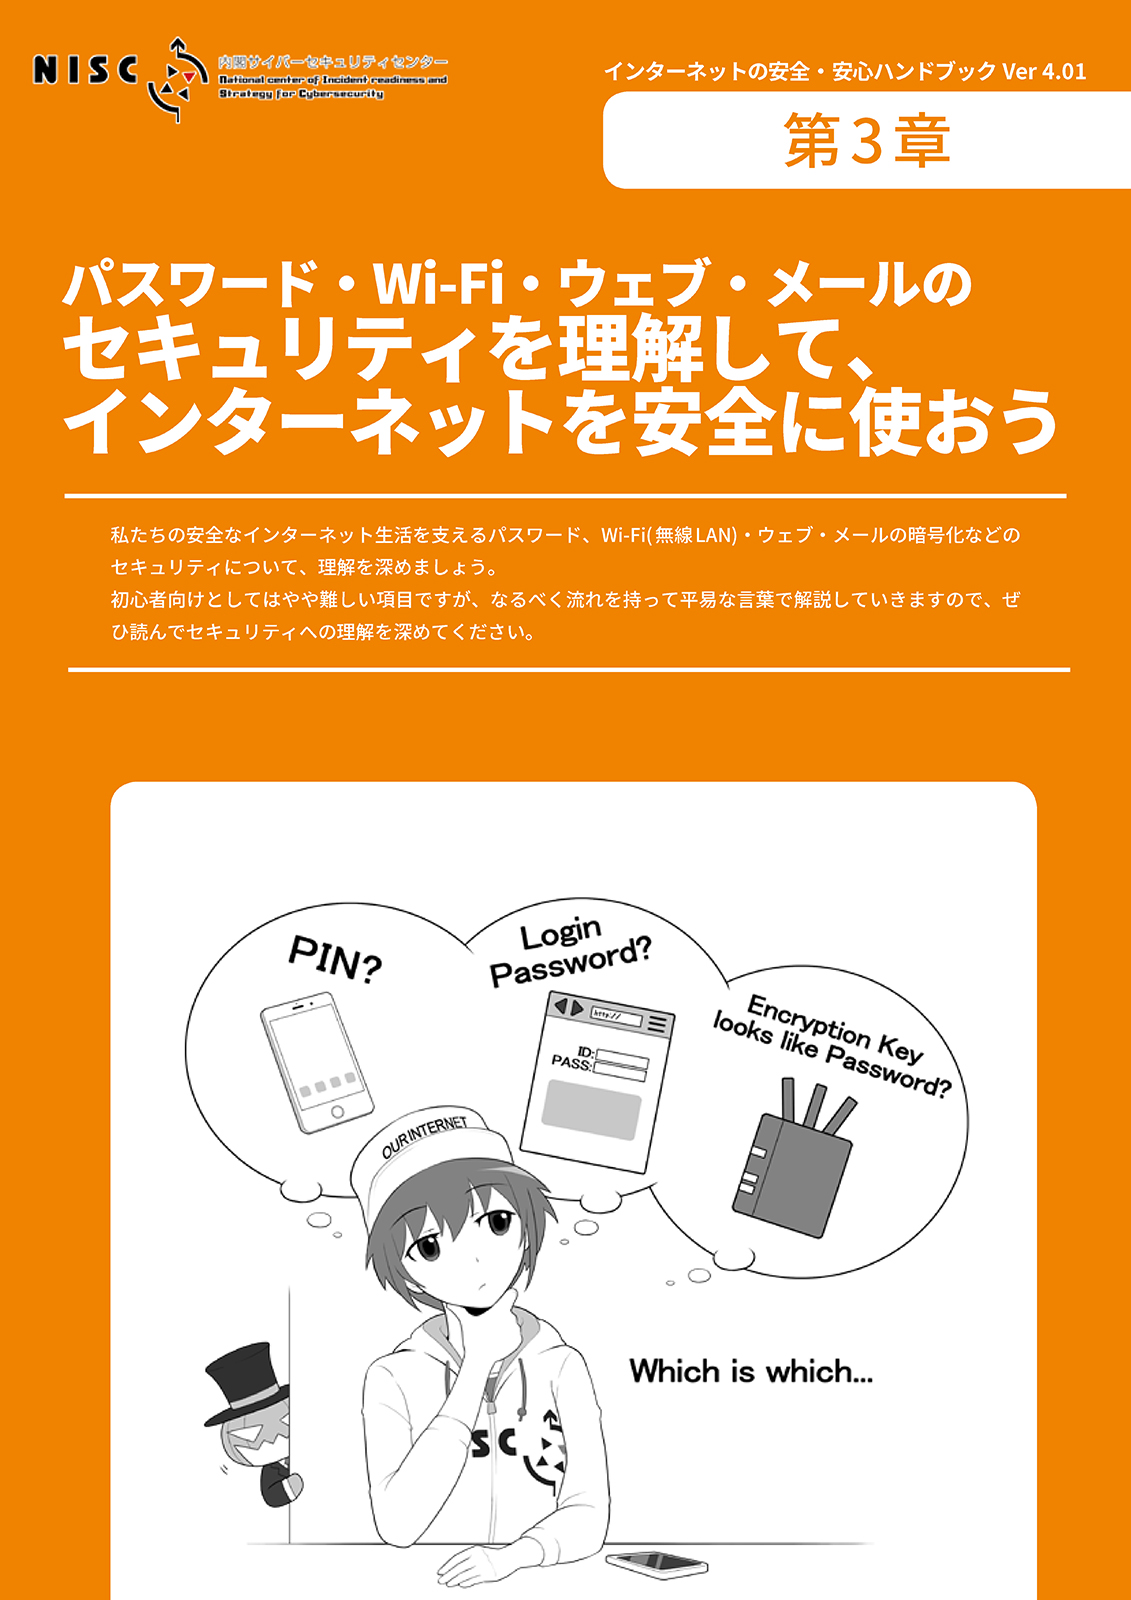 NISC
内閣サイバーセキュリティセンター
National center of Incident readiness and
Strategy for Cybersecurity
インターネットの安全・安心ハンドブック Ver 4.01
第3章
パスワード・Wi-Fi・ウェブ・メールの
セキュリティを理解して、
インターネットを安全に使おう
私たちの安全なインターネット生活を支えるパスワード、Wi-Fi(無線LAN)・ウェブ・メールの暗号化などの
セキュリティについて、理解を深めましょう。
初心者向けとしてはやや難しい項目ですが、なるべく流れを持って平易な言葉で解説していきますので、ぜ
ひ読んでセキュリティへの理解を深めてください。
PIN?
Login
Password?
http://
ID:
PASS:
Encryption Key
looks like Password?
OUR INTERNET
Which is which...
SC